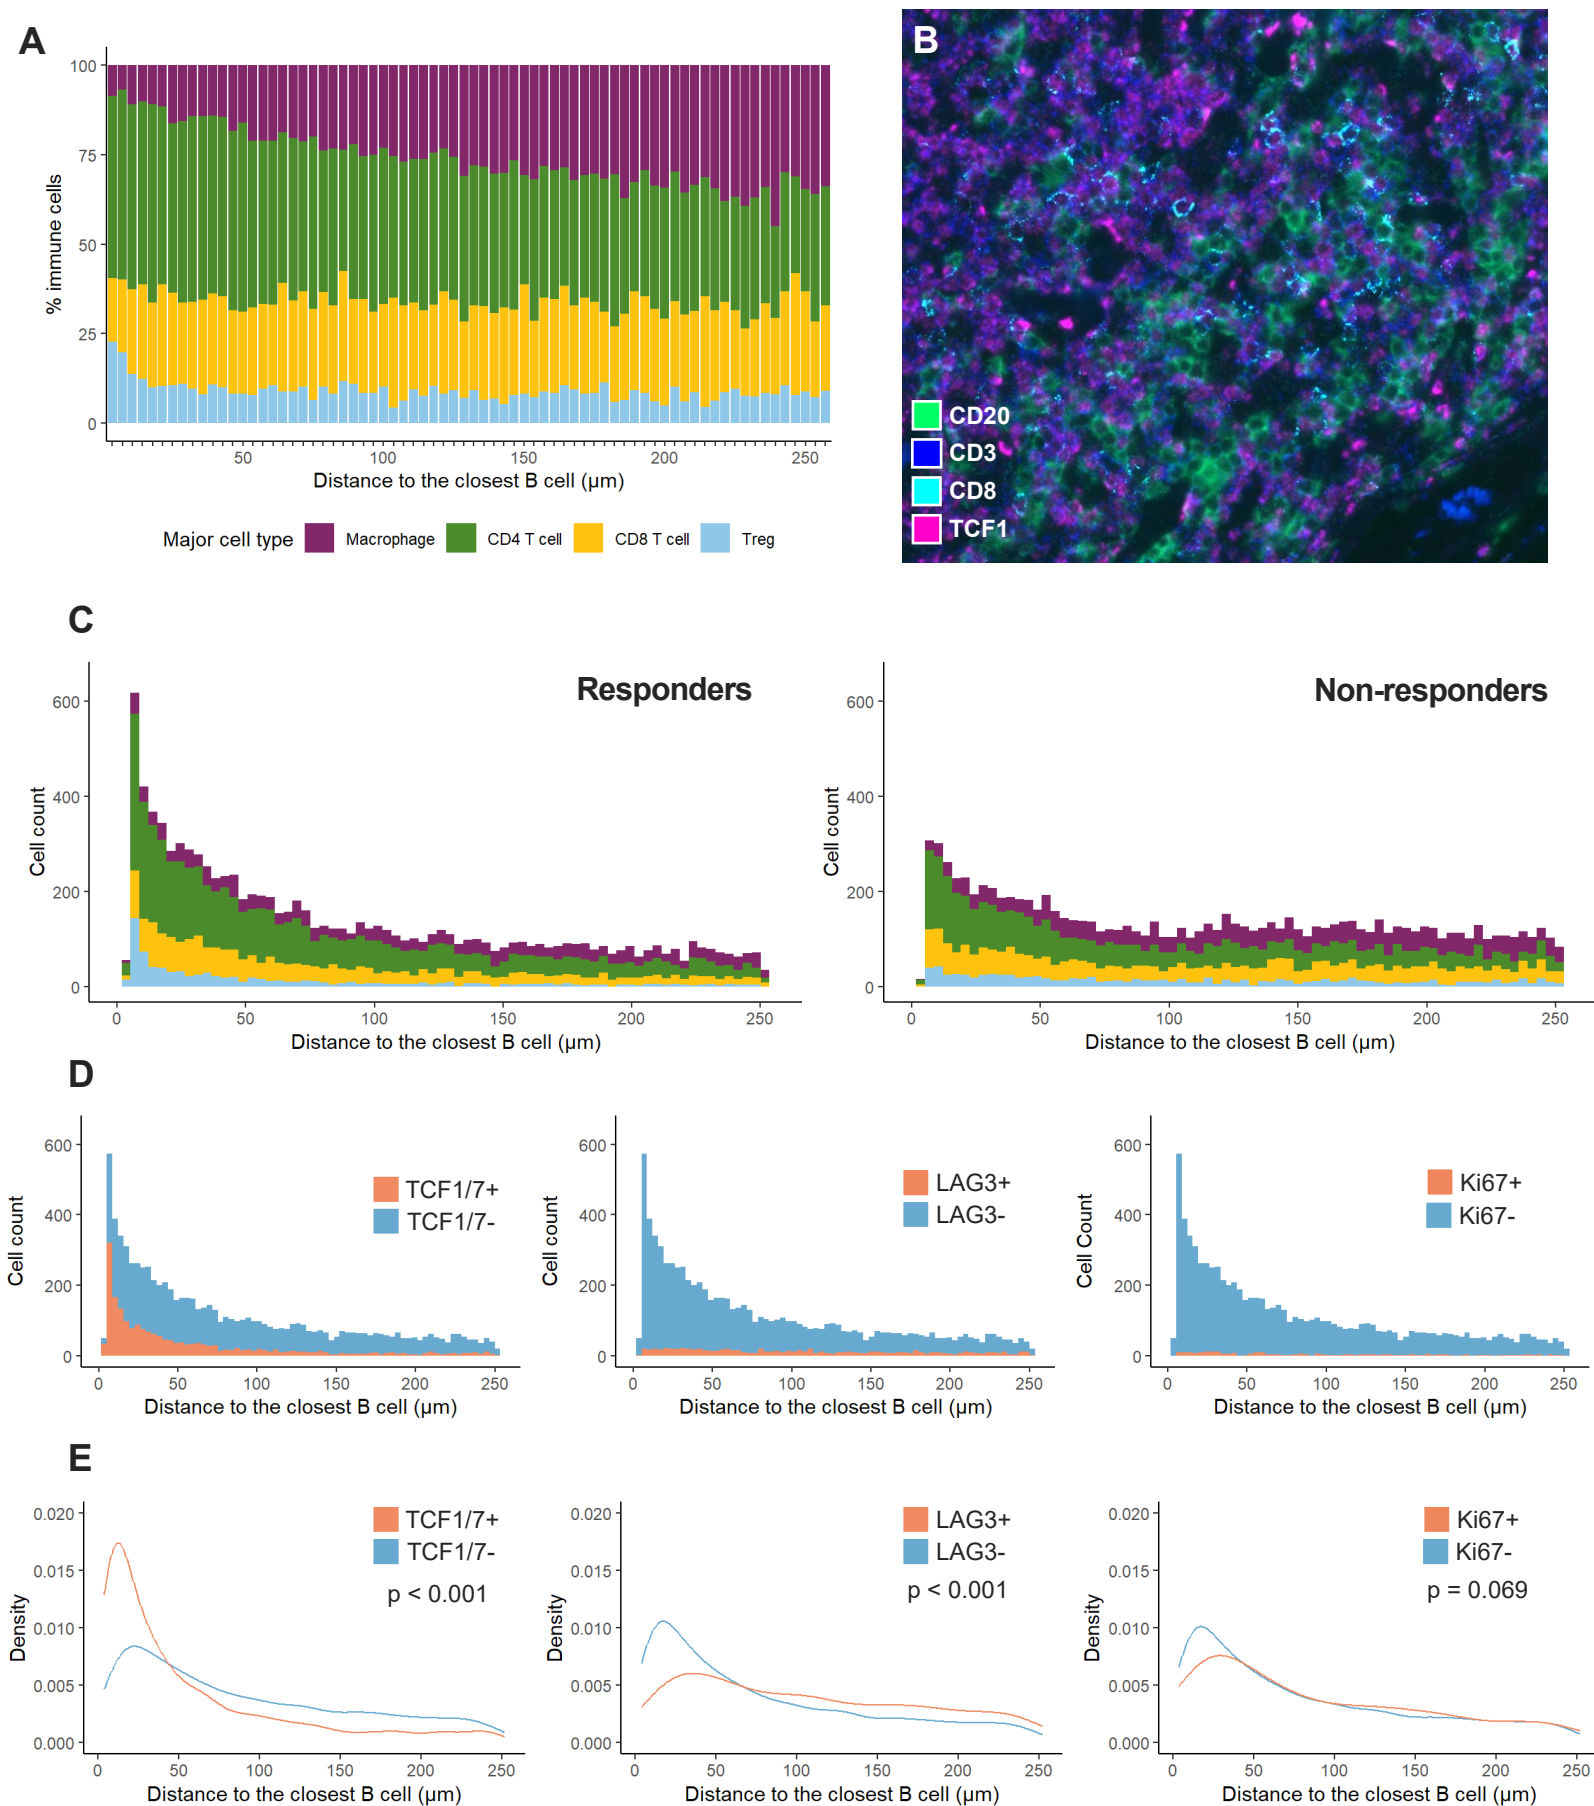 A
100
75
50
25
0
% immune cells
50 100 150 200 250
Distance to the closest B cell (µm)
Major cell type Macrophage CD4 T cell CD8 T cell Treg
B
CD20
CD3
CD8
TCF1
C
Responders
600
400
200
0
Cell count
0 50 100 150 200 250
Distance to the closest B cell (µm)
Non-responders
600
400
200
0
Cell count
0 50 100 150 200 250
Distance to the closest B cell (µm)
D
600
400
200
0
Cell count
TCF1/7+
TCF1/7-
0 50 100 150 200 250
Distance to the closest B cell (µm)
600
400
200
0
Cell count
LAG3+
LAG3-
0 50 100 150 200 250
Distance to the closest B cell (µm)
600
400
200
0
Cell Count
Ki67+
Ki67-
0 50 100 150 200 250
Distance to the closest B cell (µm)
E
0.020
0.015
0.010
0.005
0.000
Density
TCF1/7+
TCF1/7-
p < 0.001
0 50 100 150 200 250
Distance to the closest B cell (µm)
0.020
0.015
0.010
0.005
0.000
Density
LAG3+
LAG3-
p < 0.001
0 50 100 150 200 250
Distance to the closest B cell (µm)
0.020
0.015
0.010
0.005
0.000
Density
Ki67+
Ki67-
p = 0.069
0 50 100 150 200 250
Distance to the closest B cell (µm)